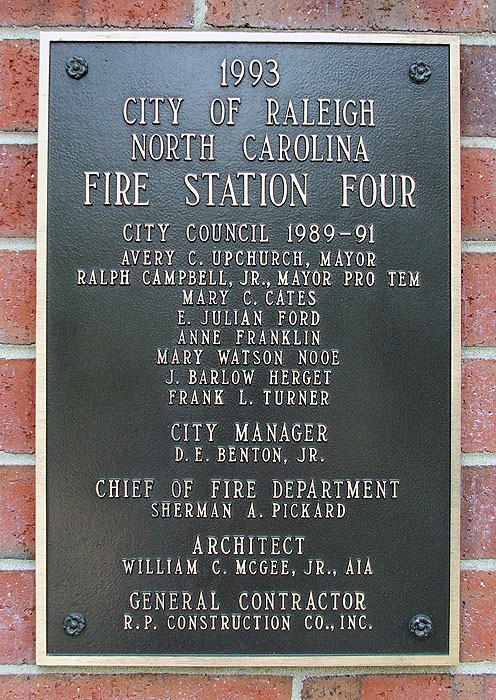 1993
CITY OF RALEIGH
NORTH CAROLINA
FIRE STATION FOUR
CITY COUNCIL 1989-91
AVERY C. UPCHURCH, MAYOR
RALPH CAMPBELL, JR., MAYOR PRO TEM
MARY C. CATES
E. JULIAN FORD
ANNE FRANKLIN
MARY WATSON NOOE
J. BARLOW HERGET
FRANK L. TURNER
CITY MANAGER
D.E. BENTON, JR.
CHIEF OF FIRE DEPARTMENT
SHERMAN A. PICKARD
ARCHITECT
WILLIAM C. MCGEE, JR., AIA
GENERAL CONTRACTOR
R.P. CONSTRUCTION CO., INC.